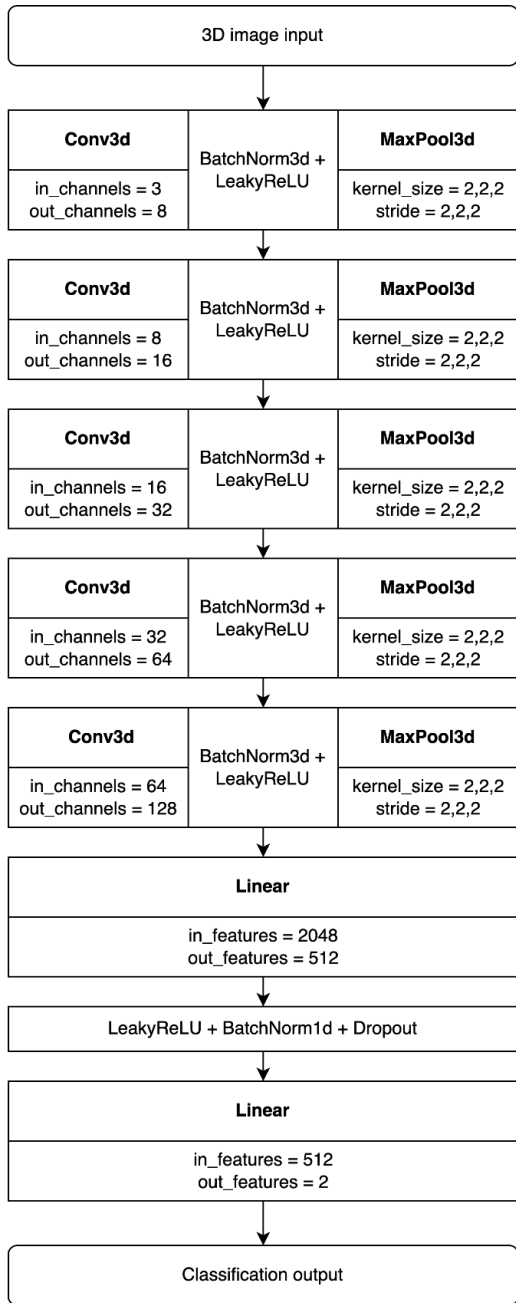 3D image input
Conv3d
in_channels = 3
out_channels = 8
BatchNorm3d +
LeakyReLU
MaxPool3d
kernel_size = 2,2,2
stride = 2,2,2
Conv3d
in_channels = 8
out_channels = 16
BatchNorm3d +
LeakyReLU
MaxPool3d
kernel_size = 2,2,2
stride = 2,2,2
Conv3d
in_channels = 16
out_channels = 32
BatchNorm3d +
LeakyReLU
MaxPool3d
kernel_size = 2,2,2
stride = 2,2,2
Conv3d
in_channels = 32
out_channels = 64
BatchNorm3d +
LeakyReLU
MaxPool3d
kernel_size = 2,2,2
stride = 2,2,2
Conv3d
in_channels = 64
out_channels = 128
BatchNorm3d +
LeakyReLU
MaxPool3d
kernel_size = 2,2,2
stride = 2,2,2
Linear
in_features = 2048
out_features = 512
LeakyReLU + BatchNorm1d + Dropout
Linear
in_features = 512
out_features = 2
Classification output